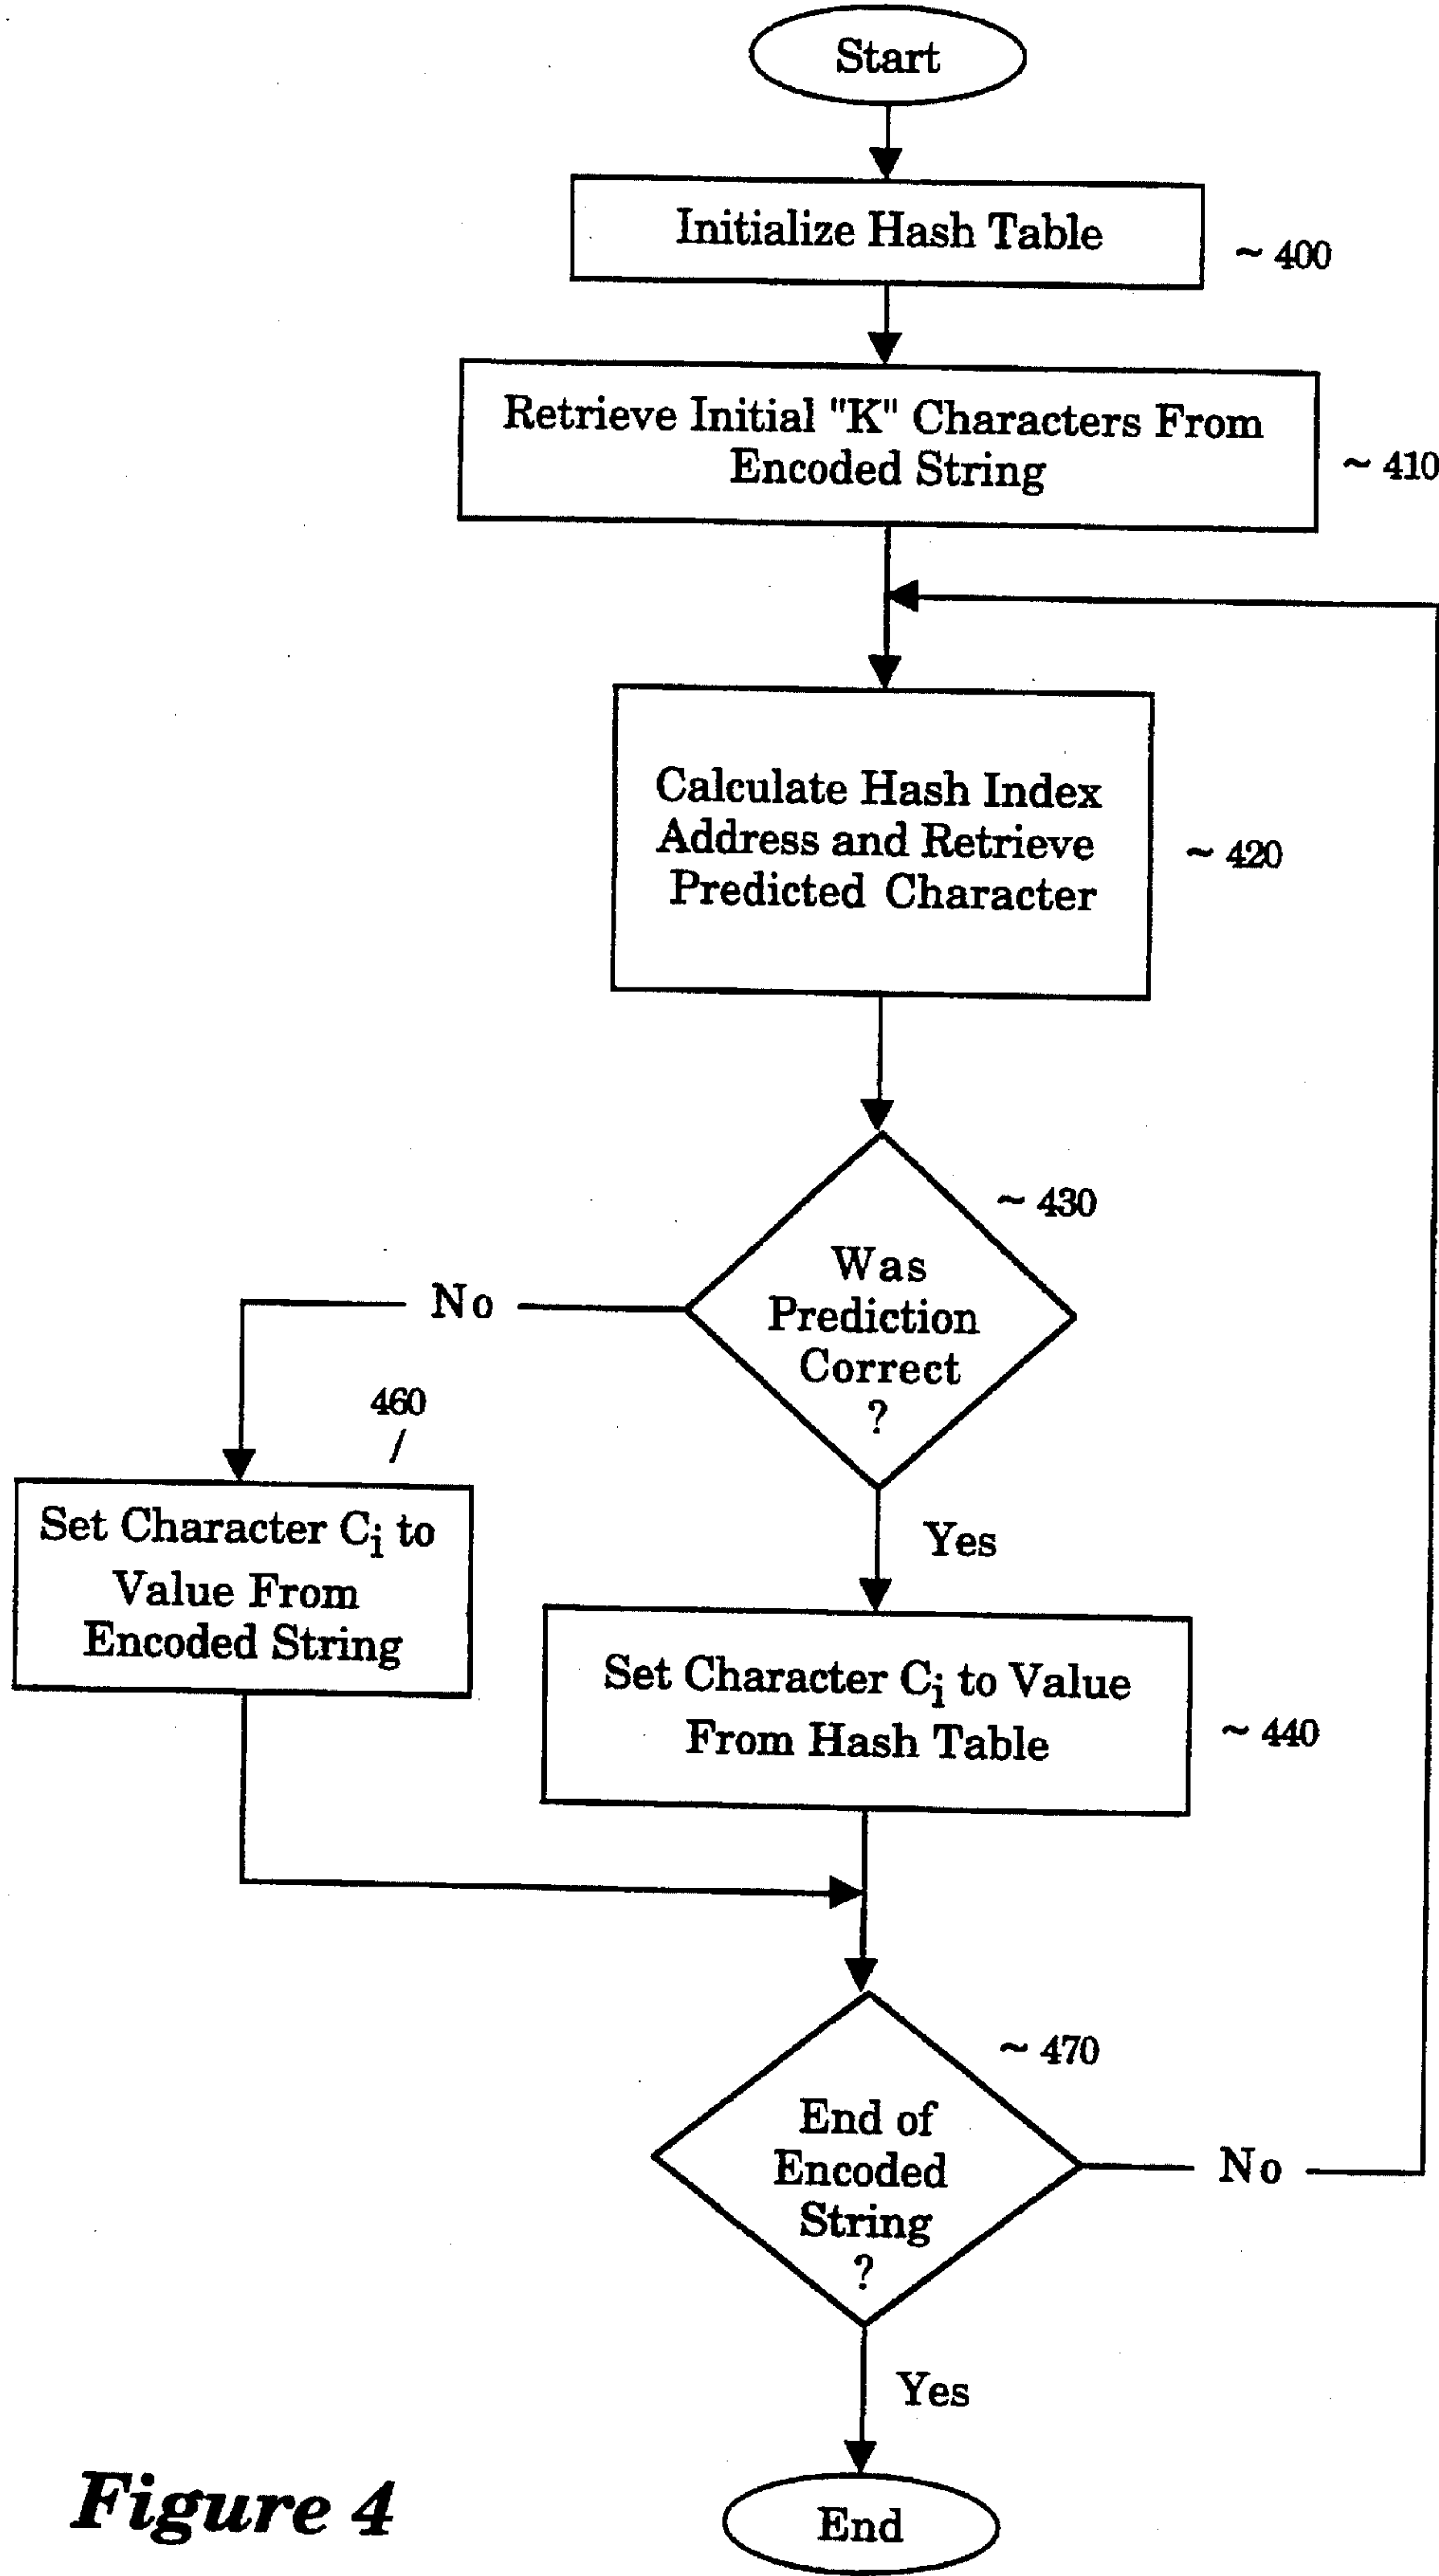 Start
Initialize Hash Table
~ 400
Retrieve Initial "K" Characters From
Encoded String
~ 410
Calculate Hash Index
Address and Retrieve
Predicted Character
~ 420
~ 430
Was
Prediction
Correct
?
No
460
/
Set Character Ci to
Value From
Encoded String
Yes
Set Character Ci to Value
From Hash Table
~ 440
~ 470
End of
Encoded
String
?
No
Yes
End
Figure 4